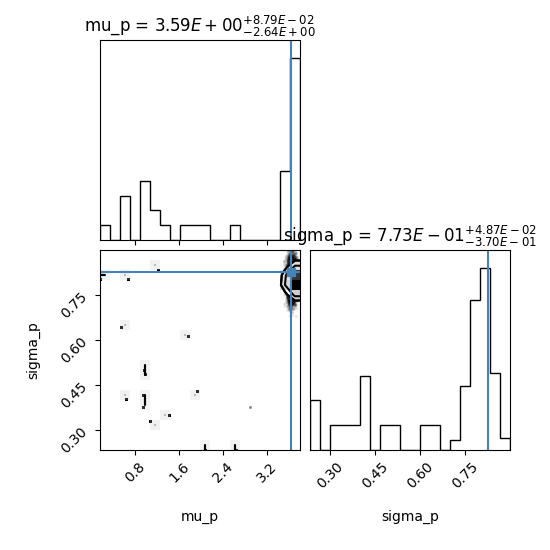 mu_p = 3.59E + 00+8.79E−02
−2.64E+00
sigma_p = 7.73E − 01+4.87E−02
−3.70E−01
sigma_p
0.75
0.60
0.45
0.30
0.8 1.6 2.4 3.2
0.30 0.45 0.60 0.75
mu_p
sigma_p